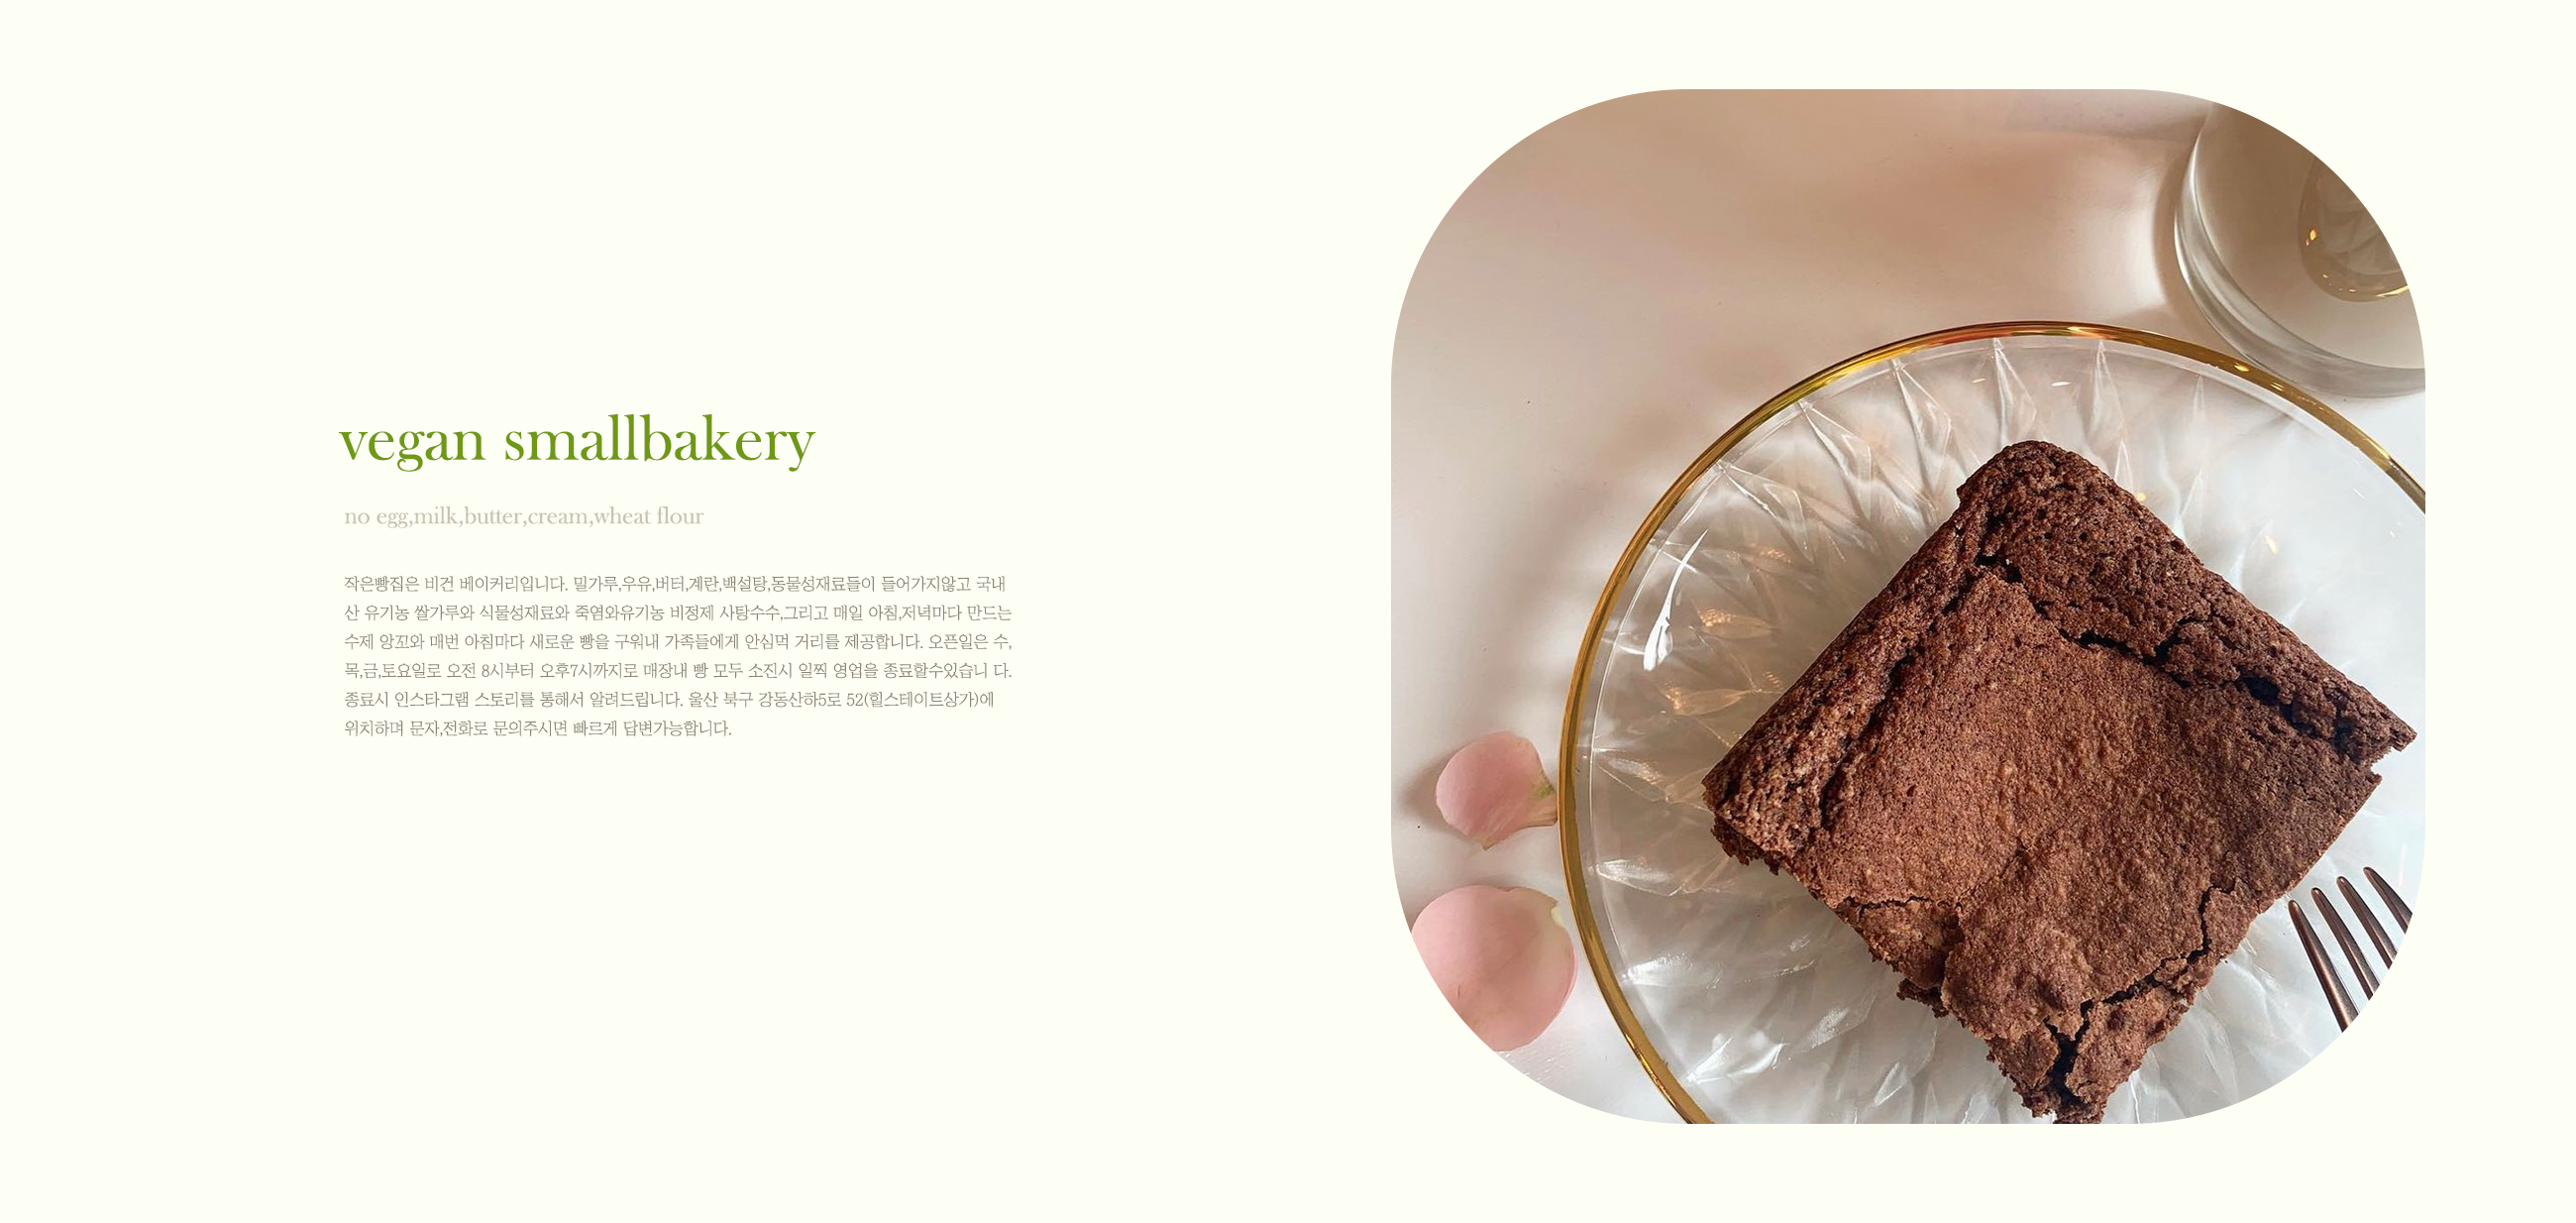 vegan smallbakery
no egg,milk,butter,cream,wheat flour
작은빵집은 비건 베이커리입니다. 밀가루,우유,버터,계란,백설탕,동물성재료들이 들어가지않고 국내
산 유기농 쌀가루와 식물성재료와 죽염와유기농 비정제 사탕수수,그리고 매일 아침,저녁마다 만드는
수제 앙꼬와 매번 아침마다 새로운 빵을 구워내 가족들에게 안심먹 거리를 제공합니다. 오픈일은 수,
목,금,토요일로 오전 8시부터 오후7시까지로 매장내 빵 모두 소진시 일찍 영업을 종료할수있습니 다.
종료시 인스타그램 스토리를 통해서 알려드립니다. 울산 북구 강동산하5로 52(힐스테이트상가)에
위치하며 문자,전화로 문의주시면 빠르게 답변가능합니다.